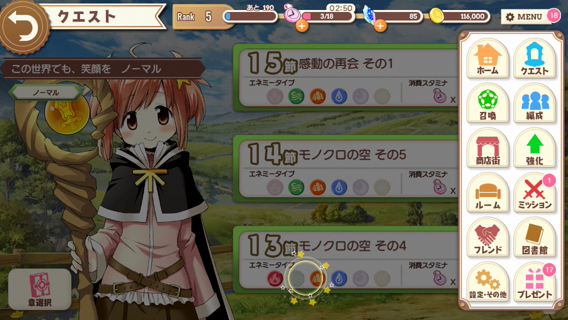 クエスト
Rank 5
あと 190
02:50
3/18
85
116,000
MENU 18
この世界でも、笑顔を ノーマル
ノーマル
章選択
15節 感動の再会 その1
エネミータイプ
消費スタミナ
X
14節 モノクロの空 その5
エネミータイプ
消費スタミナ
X
13節 モノクロの空 その4
エネミータイプ
消費スタミナ
X
ホーム
クエスト
召喚
編成
商店街
強化
ルーム
ミッション 1
フレンド
図書館
設定・その他
プレゼント 17